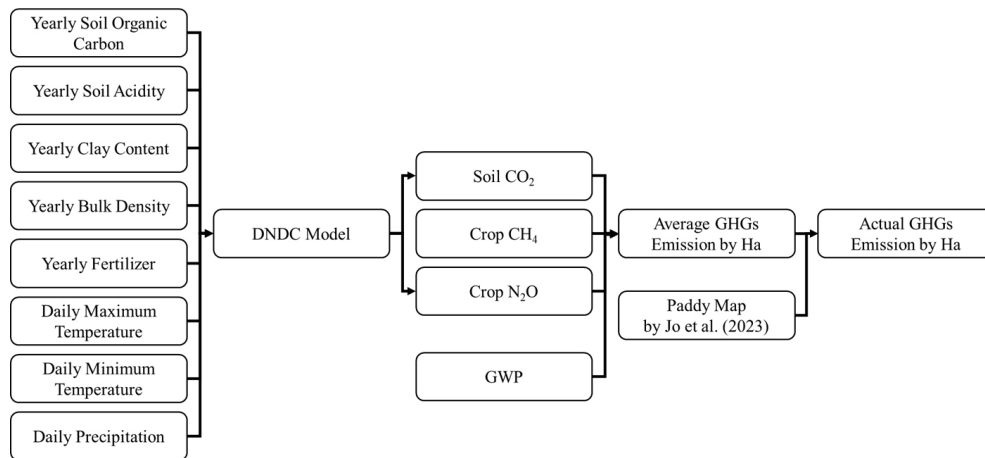 Yearly Soil Organic
Carbon
Yearly Soil Acidity
Yearly Clay Content
Yearly Bulk Density
Yearly Fertilizer
Daily Maximum
Temperature
Daily Minimum
Temperature
Daily Precipitation
DNDC Model
Soil CO₂
Crop CH₄
Crop N₂O
GWP
Average GHGs
Emission by Ha
Paddy Map
by Jo et al. (2023)
Actual GHGs
Emission by Ha